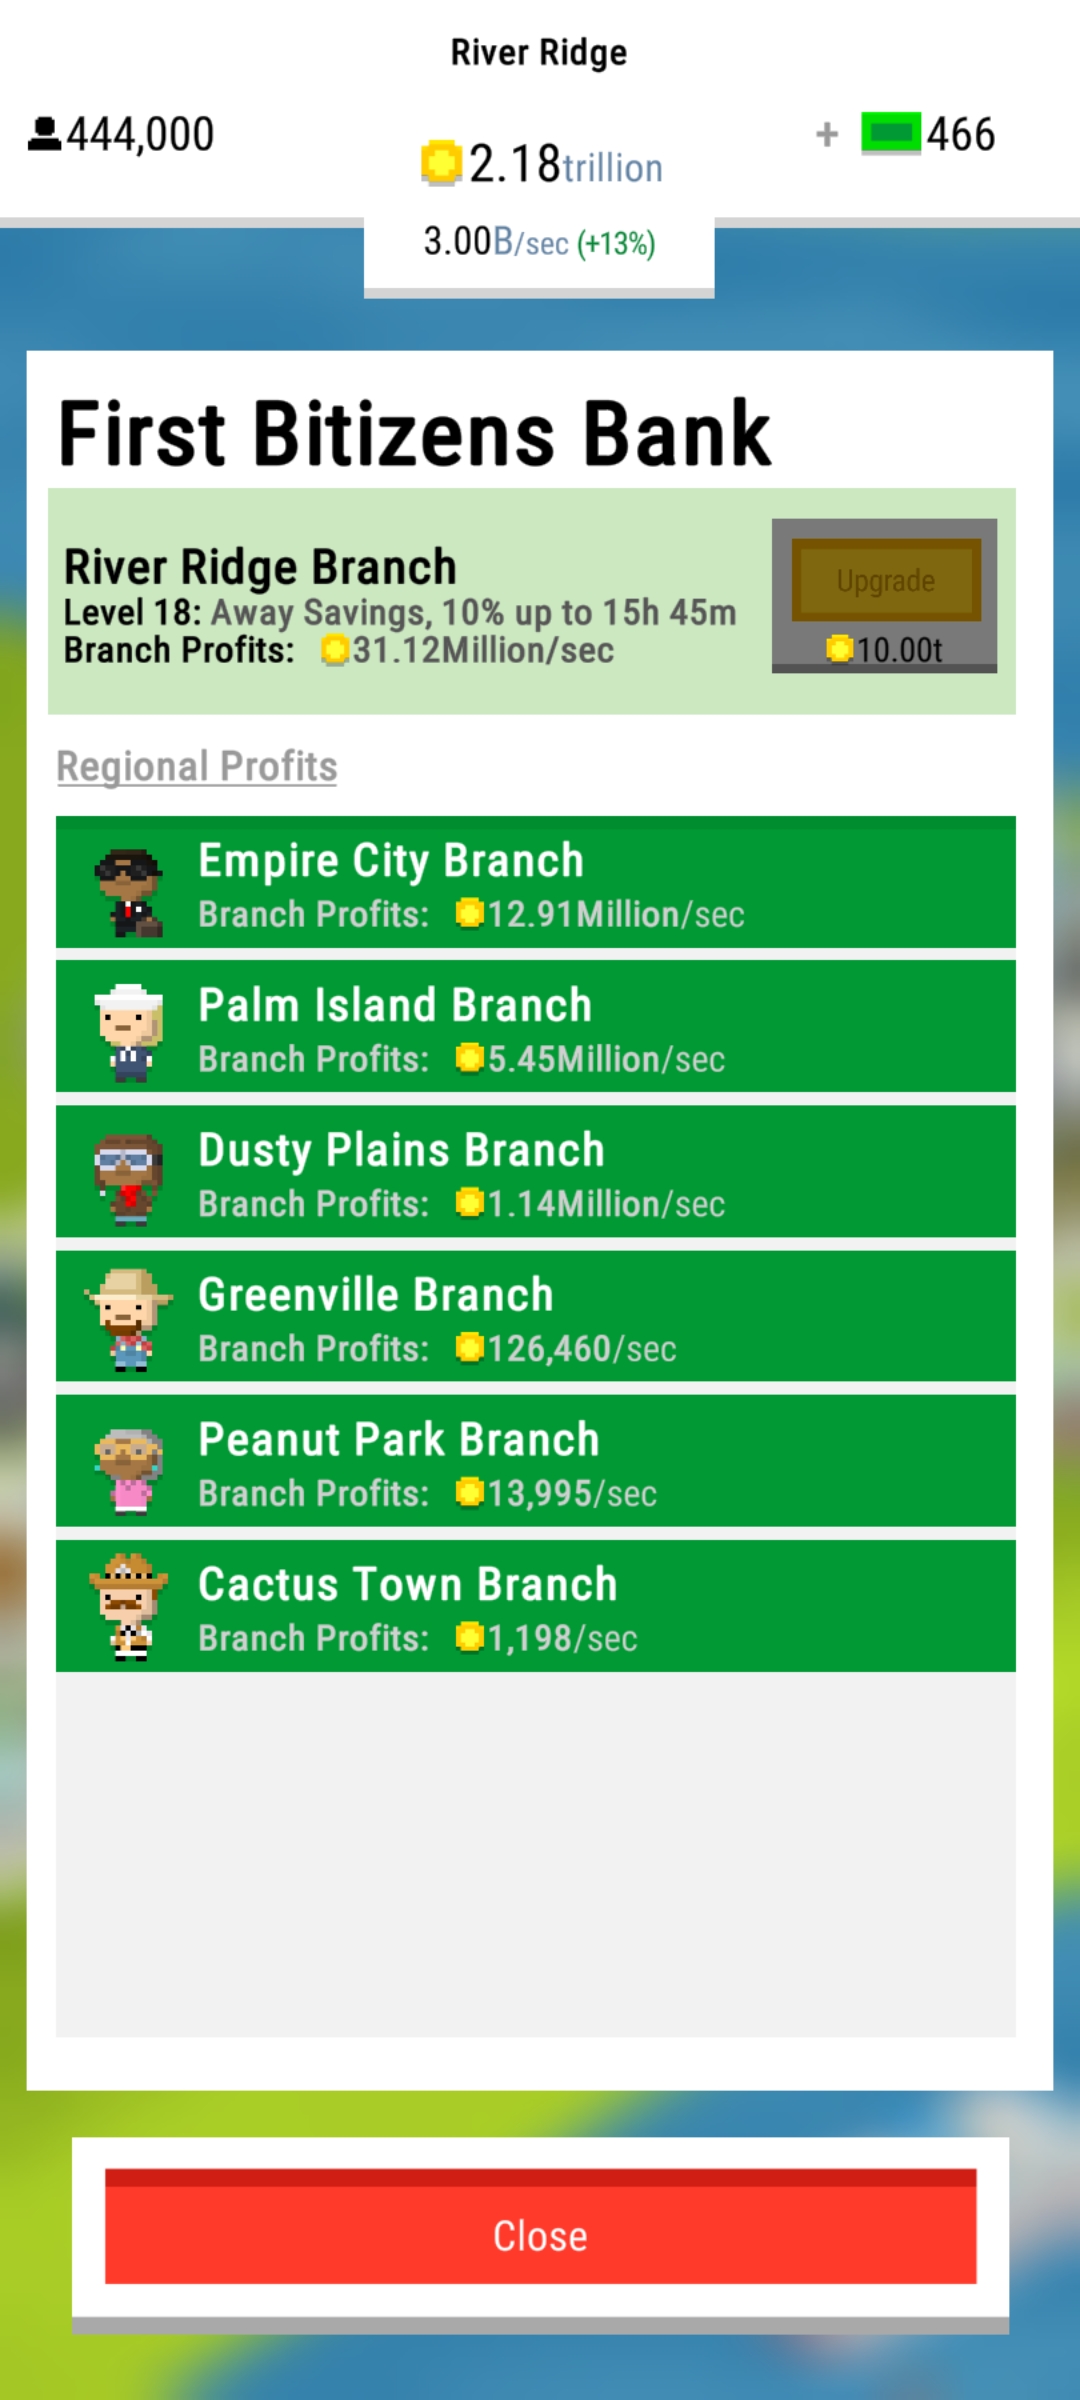 River Ridge
444,000
2.18trillion
+ 466
3.00B/sec (+13%)
First Bitizens Bank
River Ridge Branch
Level 18: Away Savings, 10% up to 15h 45m
Branch Profits: 31.12Million/sec
Upgrade
10.00t
Regional Profits
Empire City Branch
Branch Profits: 12.91Million/sec
Palm Island Branch
Branch Profits: 5.45Million/sec
Dusty Plains Branch
Branch Profits: 1.14Million/sec
Greenville Branch
Branch Profits: 126,460/sec
Peanut Park Branch
Branch Profits: 13,995/sec
Cactus Town Branch
Branch Profits: 1,198/sec
Close